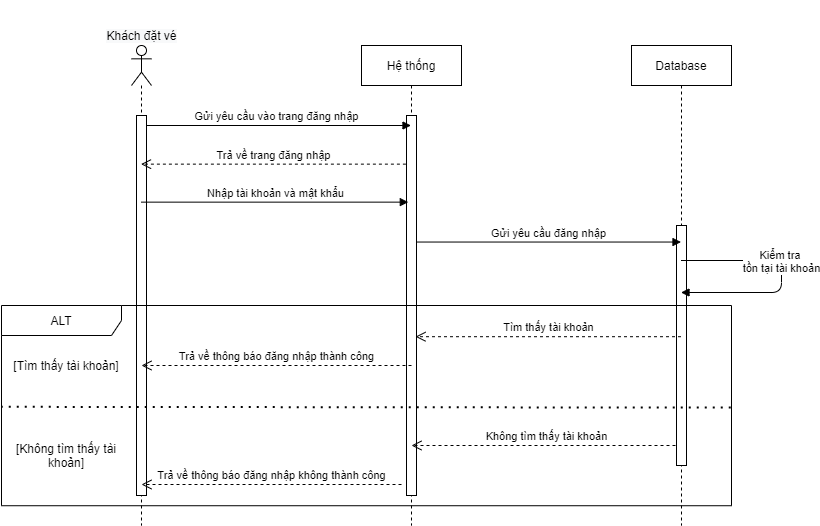 Khách đặt vé
Hệ thống
Database
Gửi yêu cầu vào trang đăng nhập
Trả về trang đăng nhập
Nhập tài khoản và mật khẩu
Gửi yêu cầu đăng nhập
Kiểm tra
tồn tại tài khoản
ALT
Tìm thấy tài khoản
Trả về thông báo đăng nhập thành công
[Tìm thấy tài khoản]
Không tìm thấy tài khoản
[Không tìm thấy tài
khoản]
Trả về thông báo đăng nhập không thành công